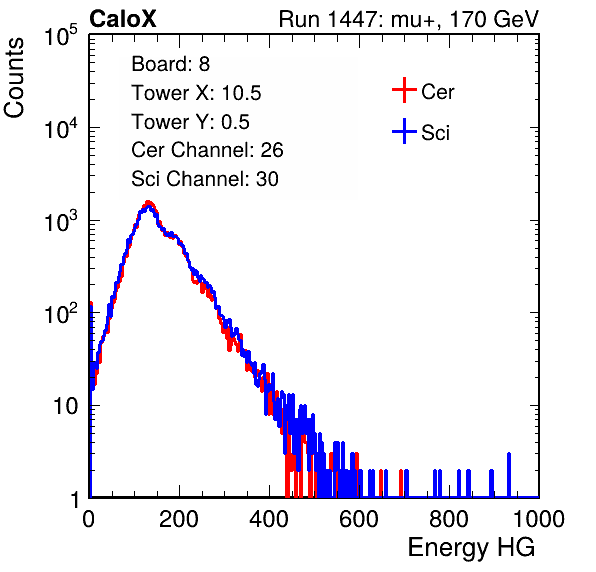 CaloX Run 1447: mu+, 170 GeV
Counts
Board: 8
Tower X: 10.5
Tower Y: 0.5
Cer Channel: 26
Sci Channel: 30
Cer
Sci
10^5
10^4
10^3
10^2
10
1
0 200 400 600 800 1000
Energy HG